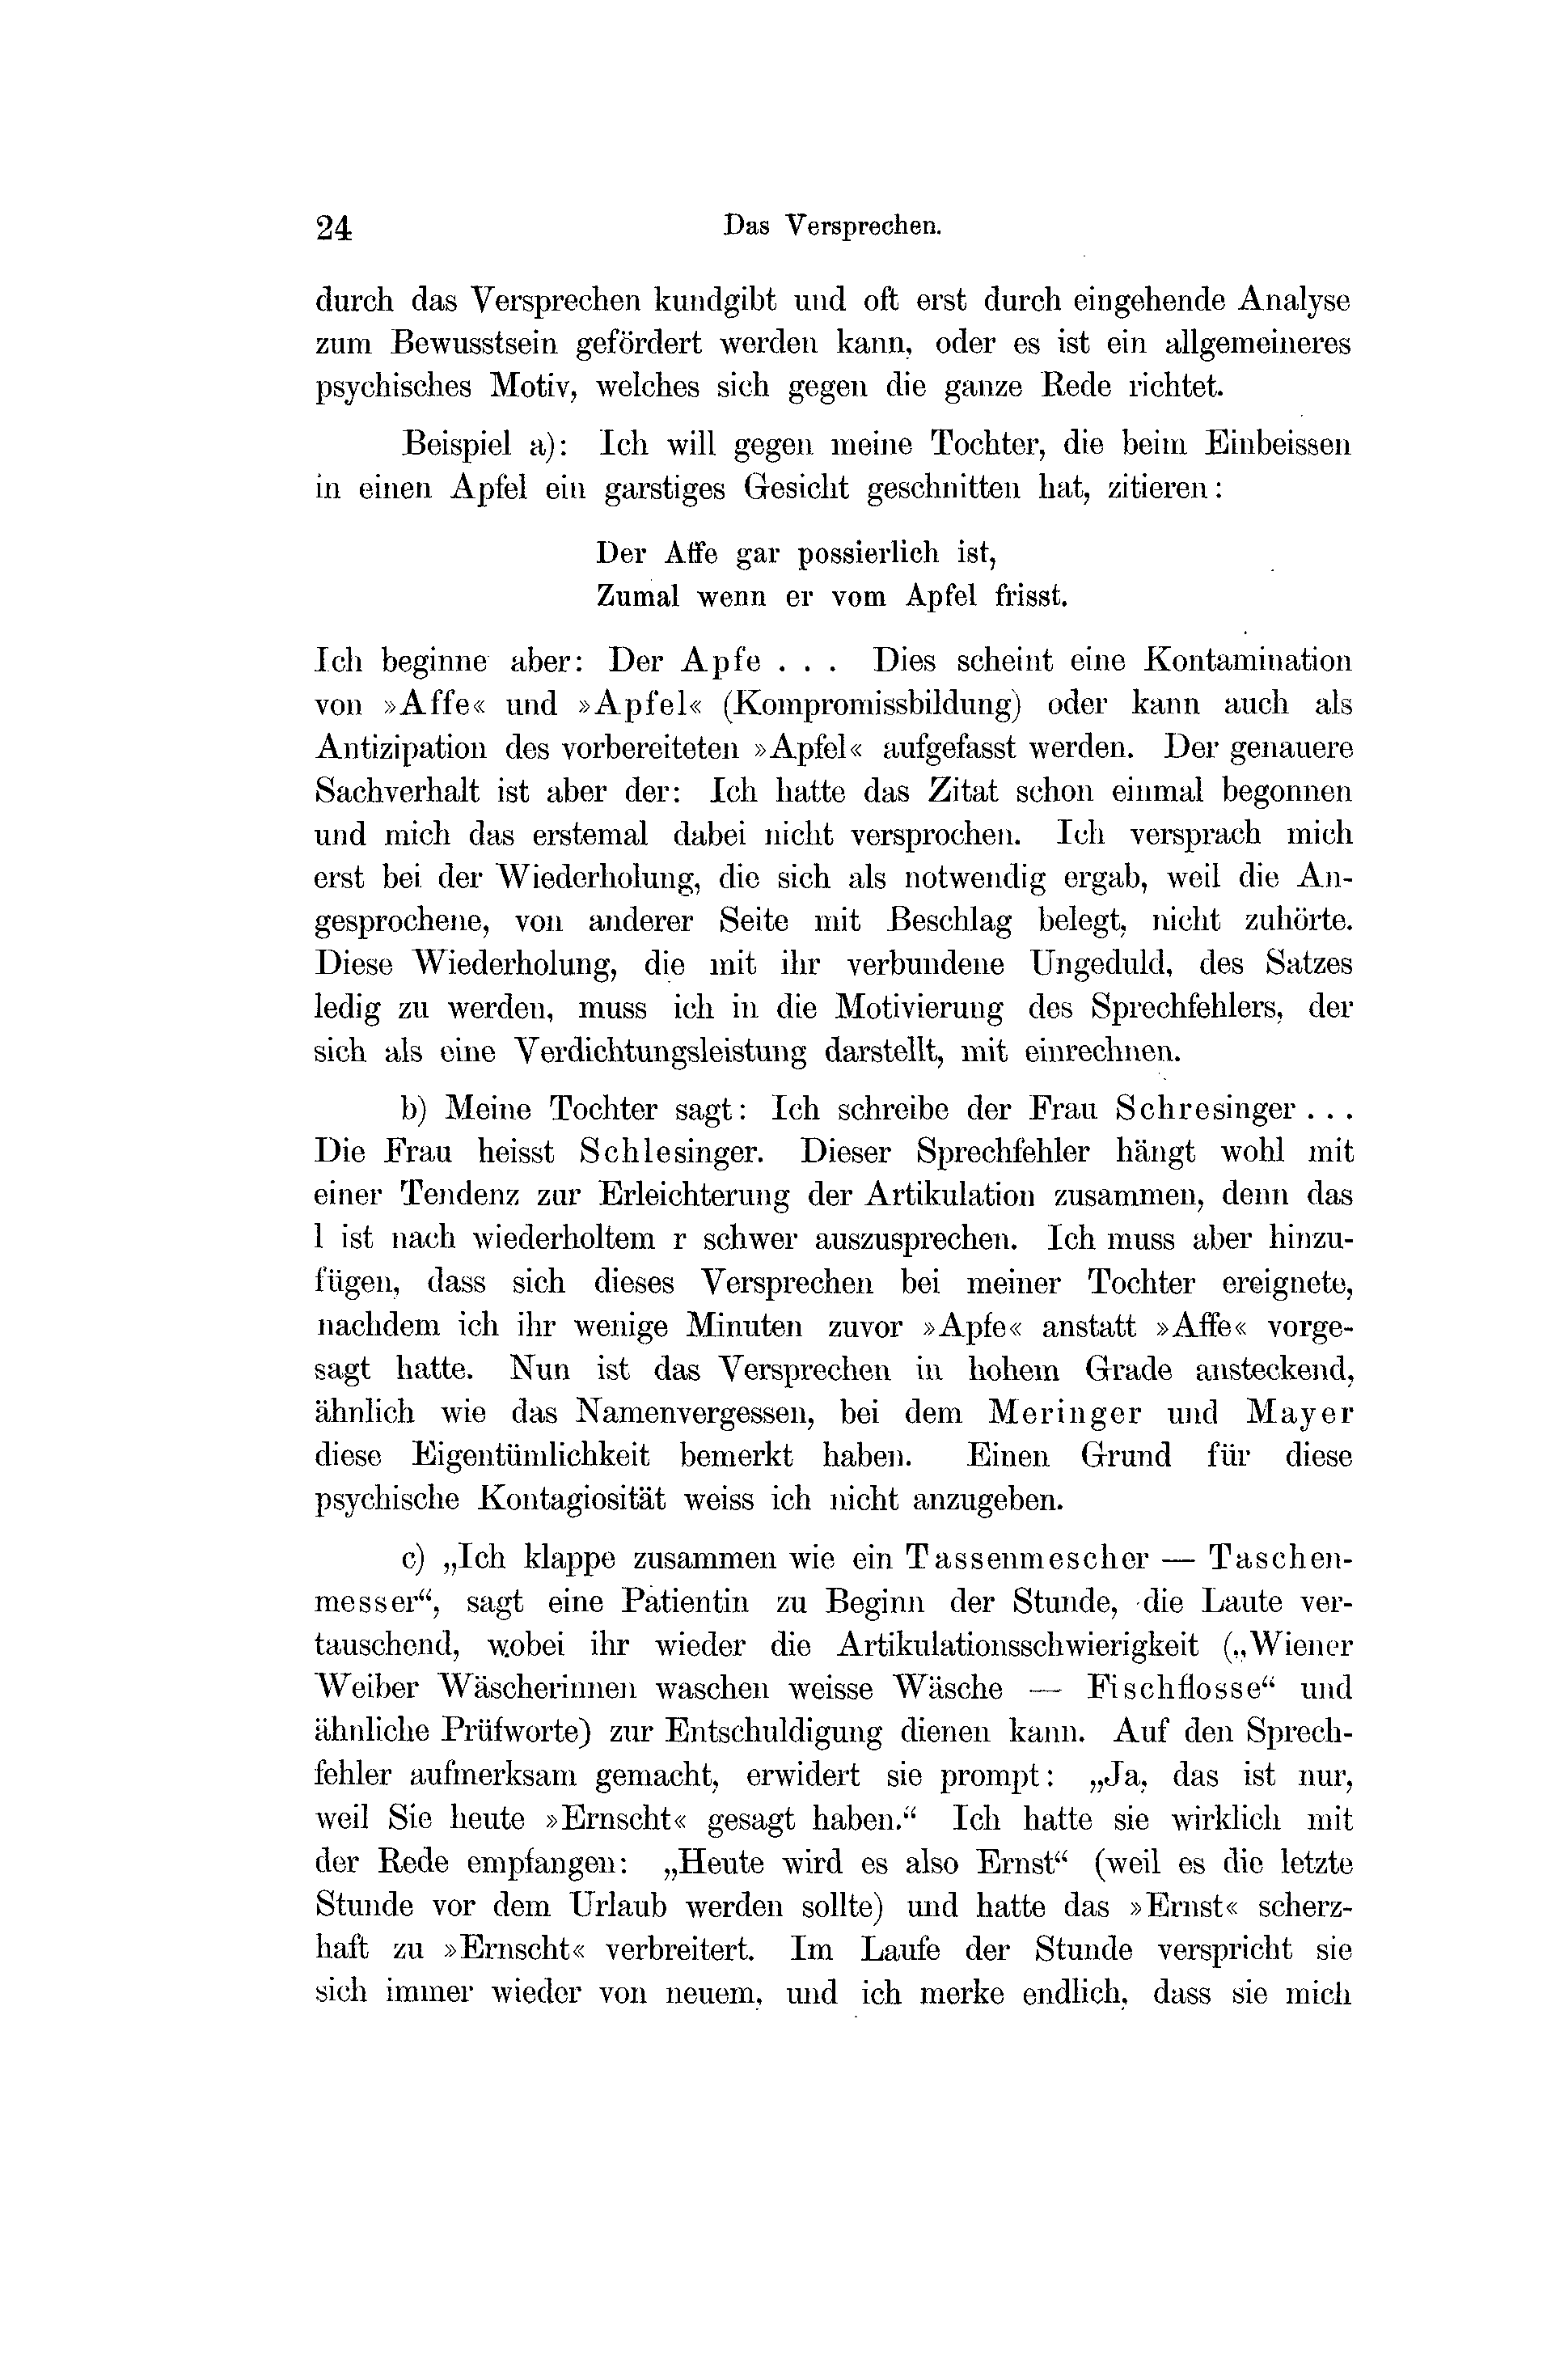 24 Das Versprechen.
durch das Versprechen kundgibt und oft erst durch eingehende Analyse
zum Bewusstsein gefördert werden kann, oder es ist ein allgemeineres
psychisches Motiv, welches sich gegen die ganze Rede richtet.
Beispiel a): Ich will gegen meine Tochter, die beim Einbeissen
in einen Apfel ein garstiges Gesicht geschnitten hat, zitieren:
Der Affe gar possierlich ist,
Zumal wenn er vom Apfel frisst.
Ich beginne aber: Der Apfe . . . Dies scheint eine Kontamination
von »Affe« und »Apfel« (Kompromissbildung) oder kann auch als
Antizipation des vorbereiteten »Apfel« aufgefasst werden. Der genauere
Sachverhalt ist aber der: Ich hatte das Zitat schon einmal begonnen
und mich das erstemal dabei nicht versprochen. Ich versprach mich
erst bei der Wiederholung, die sich als notwendig ergab, weil die An-
gesprochene, von anderer Seite mit Beschlag belegt, nicht zuhörte.
Diese Wiederholung, die mit ihr verbundene Ungeduld, des Satzes
ledig zu werden, muss ich in die Motivierung des Sprechfehlers, der
sich als eine Verdichtungsleistung darstellt, mit einrechnen.
b) Meine Tochter sagt: Ich schreibe der Frau Schresinger . . .
Die Frau heisst Schlesinger. Dieser Sprechfehler hängt wohl mit
einer Tendenz zur Erleichterung der Artikulation zusammen, denn das
l ist nach wiederholtem r schwer auszusprechen. Ich muss aber hinzu-
fügen, dass sich dieses Versprechen bei meiner Tochter ereignete,
nachdem ich ihr wenige Minuten zuvor »Apfe« anstatt »Affe« vorge-
sagt hatte. Nun ist das Versprechen in hohem Grade ansteckend,
ähnlich wie das Namenvergessen, bei dem Meringer und Mayer
diese Eigentümlichkeit bemerkt haben. Einen Grund für diese
psychische Kontagiosität weiss ich nicht anzugeben.
c) „Ich klappe zusammen wie ein Tassenmescher — Taschen-
messer“, sagt eine Patientin zu Beginn der Stunde, die Laute ver-
tauschend, wobei ihr wieder die Artikulationsschwierigkeit („Wiener
Weiber Wäscherinnen waschen weisse Wäsche — Fischflosse“ und
ähnliche Prüfworte) zur Entschuldigung dienen kann. Auf den Sprech-
fehler aufmerksam gemacht, erwidert sie prompt: „Ja, das ist nur,
weil Sie heute »Ernscht« gesagt haben.“ Ich hatte sie wirklich mit
der Rede empfangen: „Heute wird es also Ernst“ (weil es die letzte
Stunde vor dem Urlaub werden sollte) und hatte das »Ernst« scherz-
haft zu »Ernscht« verbreitert. Im Laufe der Stunde verspricht sie
sich immer wieder von neuem, und ich merke endlich, dass sie mich